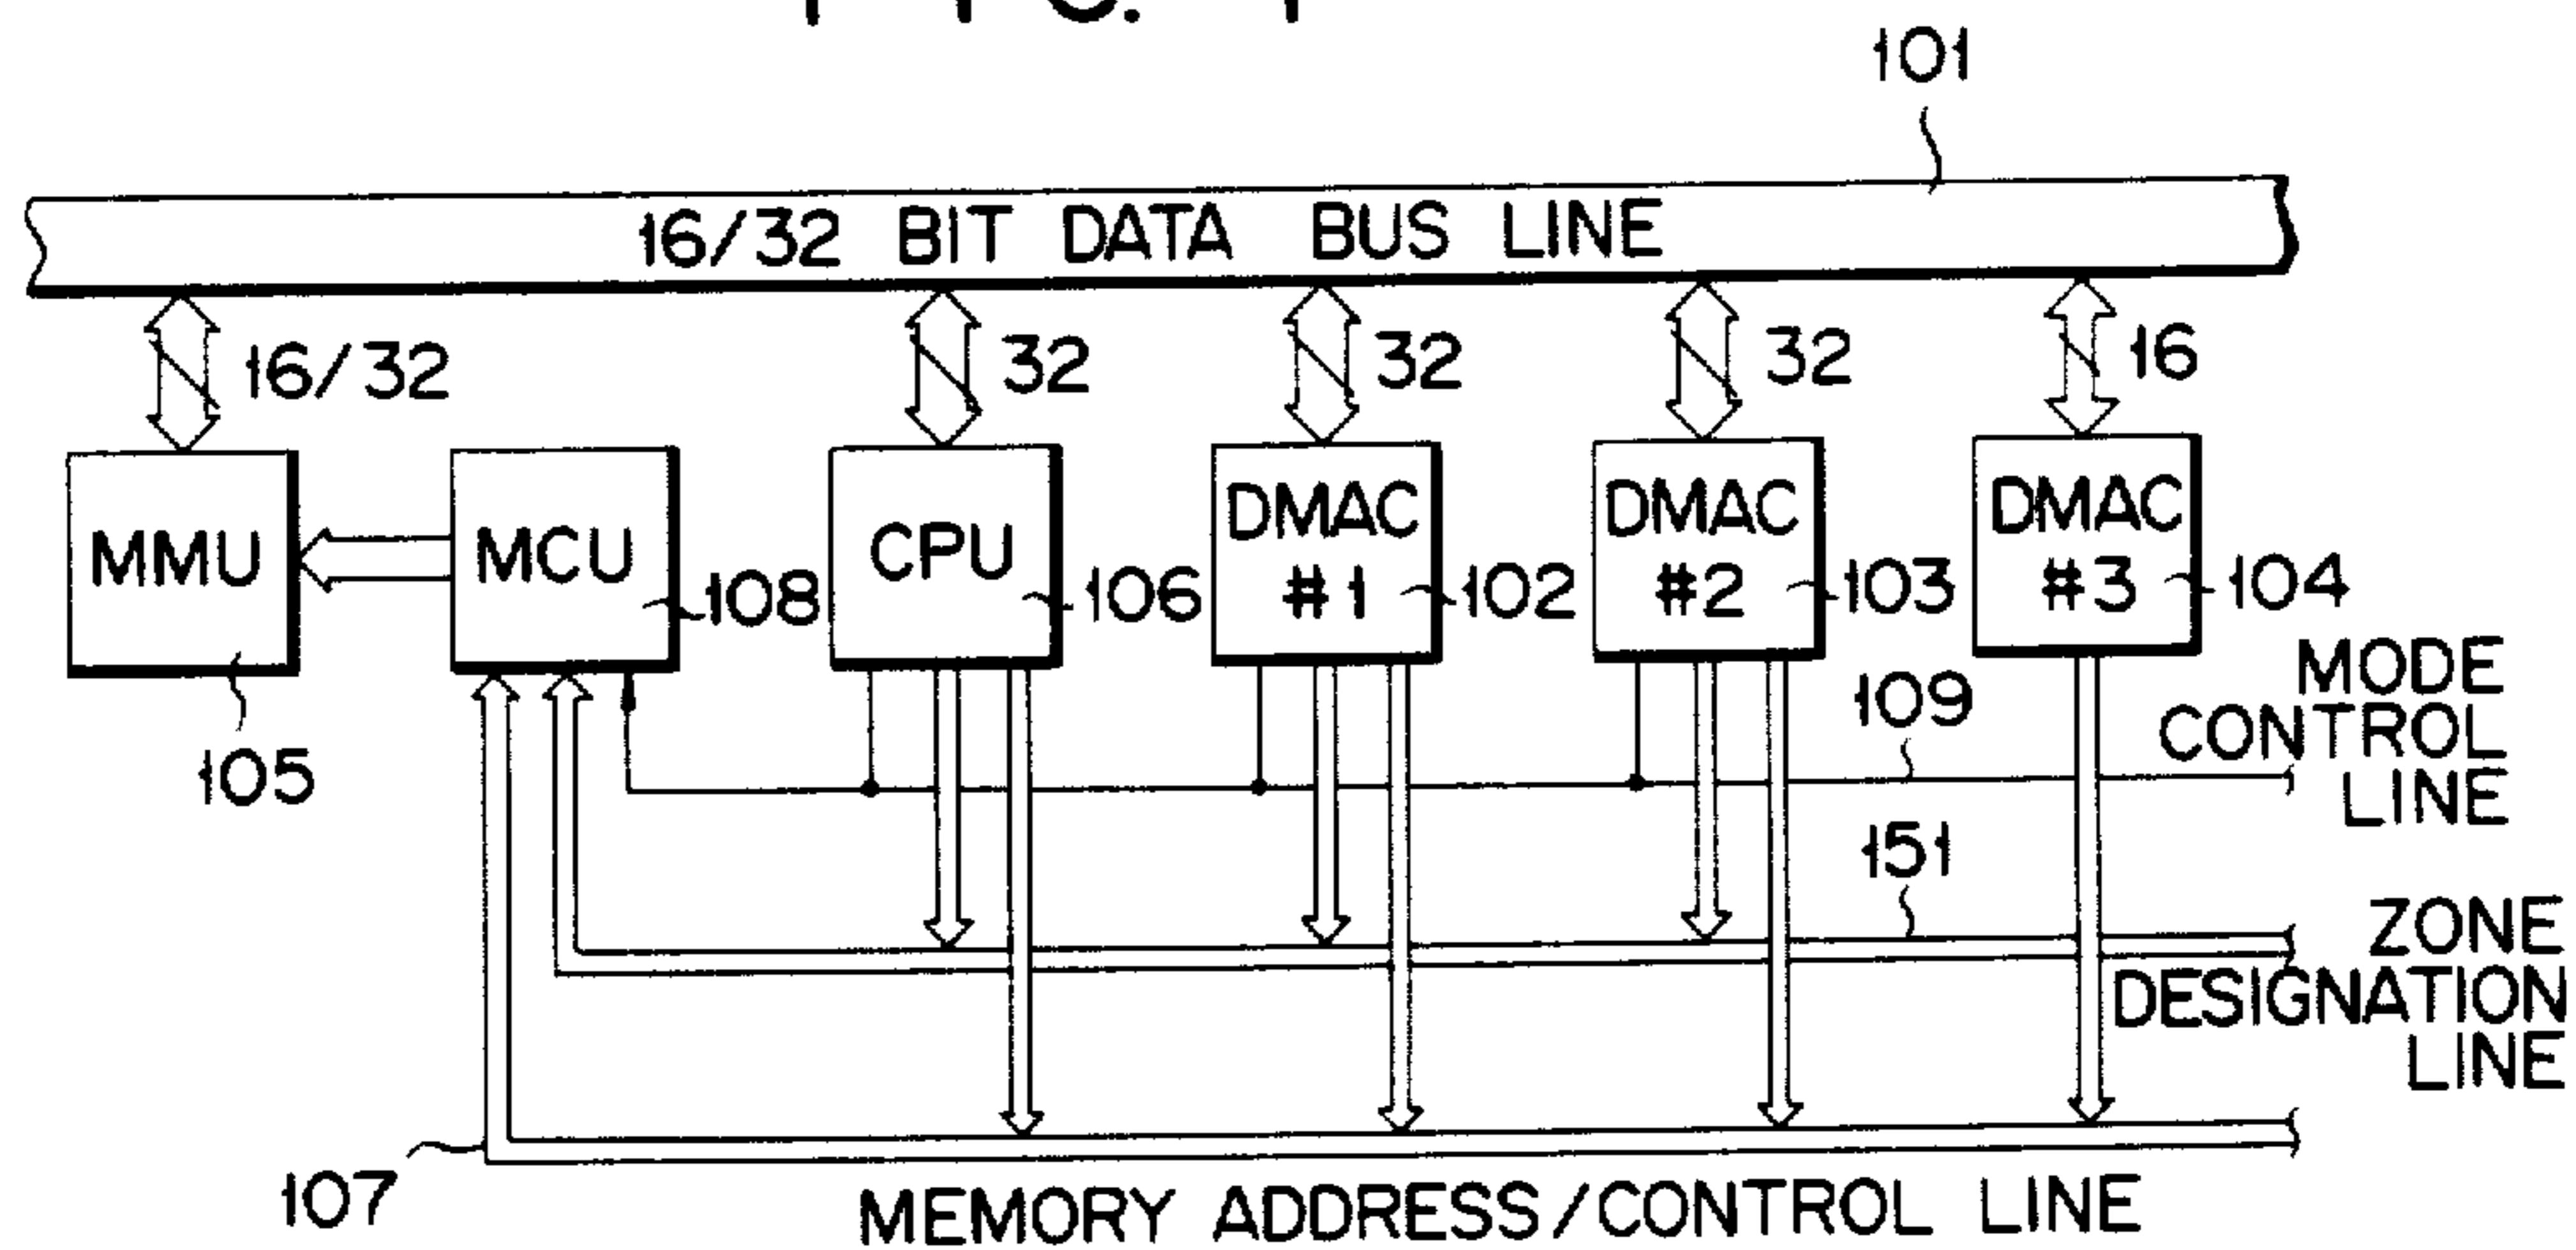 FIG. 1
101
16/32 BIT DATA BUS LINE
16/32
32
32
32
16
MMU
MCU
CPU
DMAC
#1
DMAC
#2
DMAC
#3
108
106
102
103
104
105
109
MODE
CONTROL
LINE
151
ZONE
DESIGNATION
LINE
107
MEMORY ADDRESS/CONTROL LINE